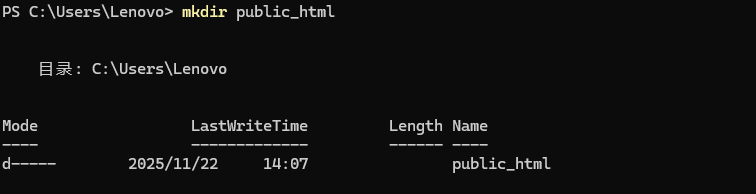 PS C:\Users\Lenovo> mkdir public_html
目录: C:\Users\Lenovo
Mode                 LastWriteTime         Length Name
----                 -------------         ------ ----
d-----        2025/11/22     14:07                public_html